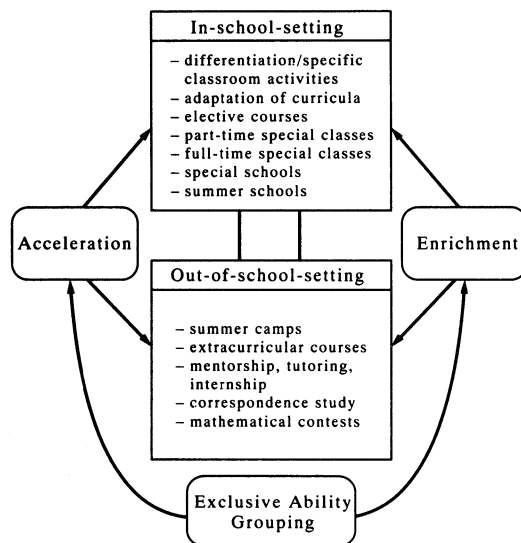 In-school-setting
– differentiation/specific
classroom activities
– adaptation of curricula
– elective courses
– part-time special classes
– full-time special classes
– special schools
– summer schools
Acceleration
Enrichment
Out-of-school-setting
– summer camps
– extracurricular courses
– mentorship, tutoring,
internship
– correspondence study
– mathematical contests
Exclusive Ability
Grouping